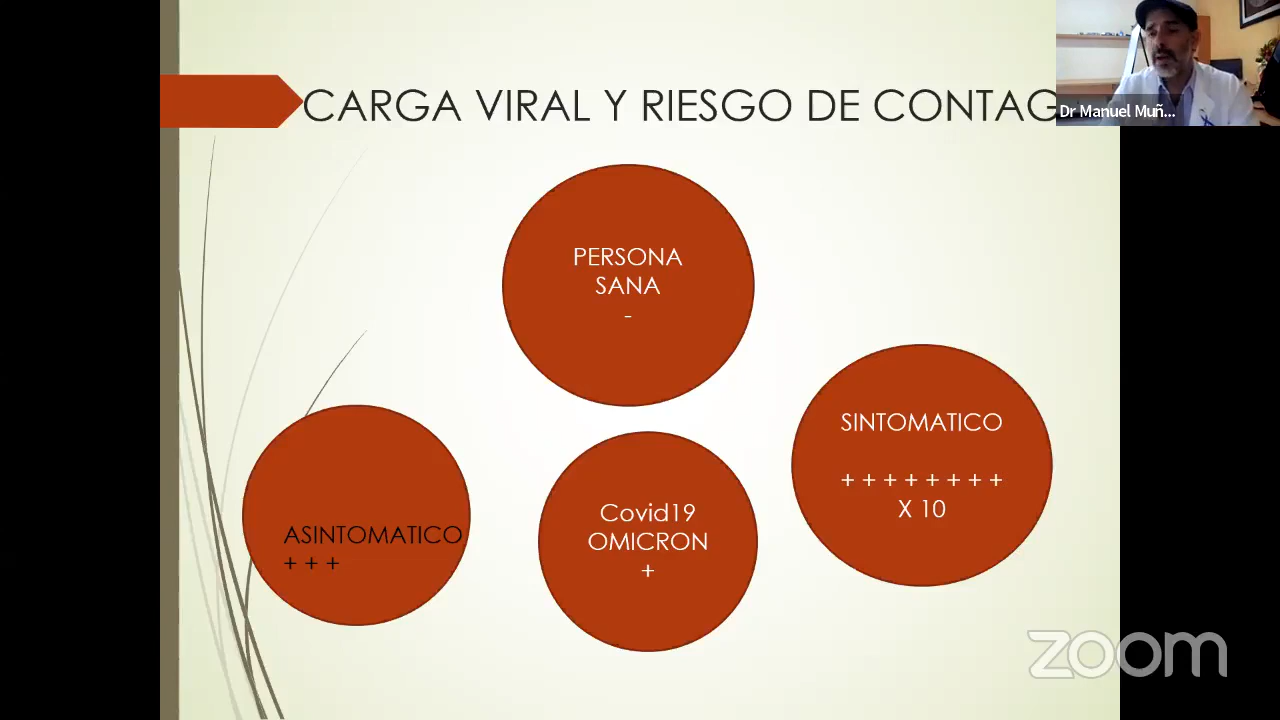 CARGA VIRAL Y RIESGO DE CONTAG
Dr Manuel Muñ...
PERSONA
SANA
-
SINTOMATICO
+ + + + + + + +
X 10
Covid19
OMICRON
+
ASINTOMATICO
+ + +
zoom